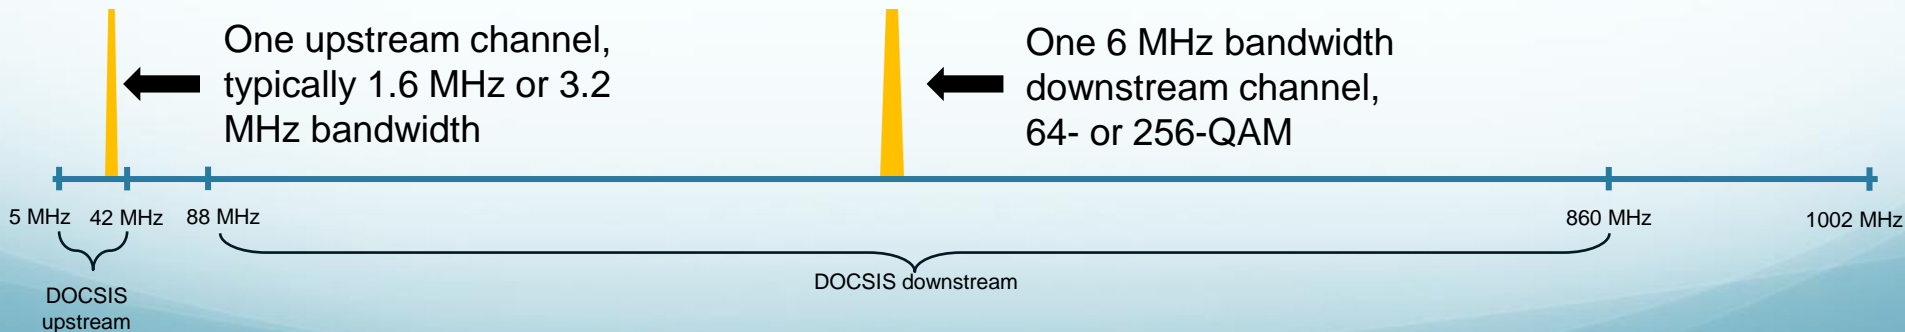 One upstream channel,
typically 1.6 MHz or 3.2
MHz bandwidth
One 6 MHz bandwidth
downstream channel,
64- or 256-QAM
5 MHz
42 MHz
88 MHz
860 MHz
1002 MHz
DOCSIS
upstream
DOCSIS downstream